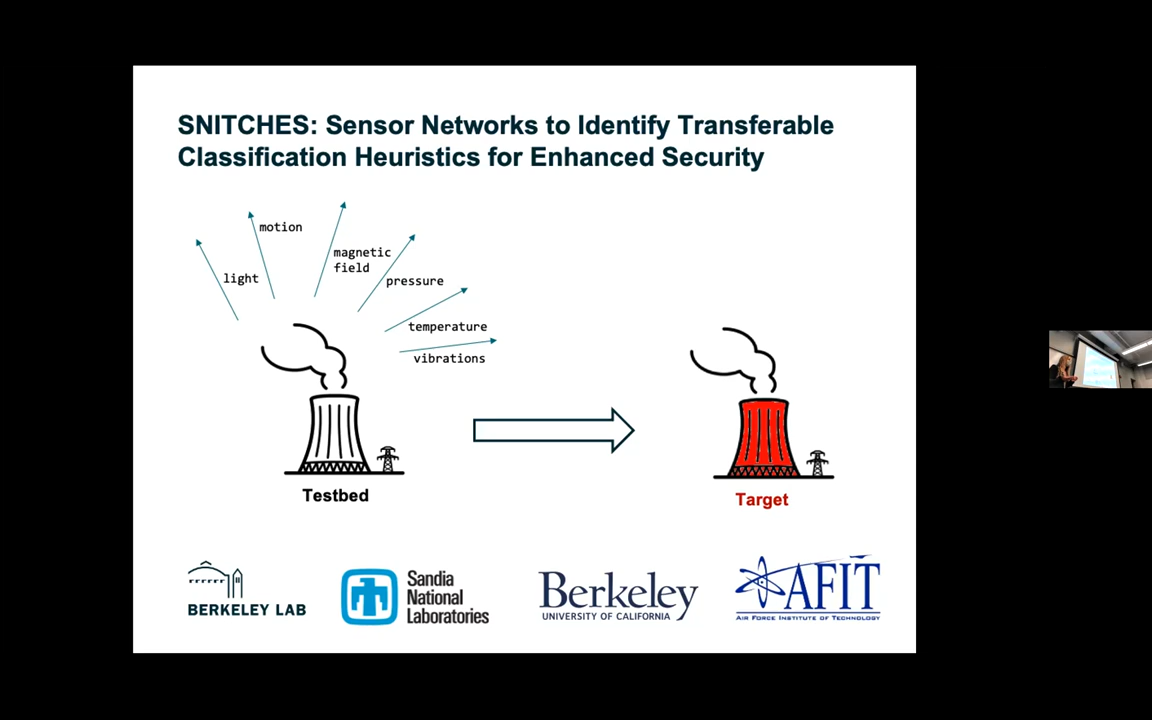 SNITCHES: Sensor Networks to Identify Transferable
Classification Heuristics for Enhanced Security
motion
light
magnetic
field
pressure
temperature
vibrations
Testbed
Target
BERKELEY LAB
Sandia
National
Laboratories
Berkeley
UNIVERSITY OF CALIFORNIA
AFIT
AIR FORCE INSTITUTE OF TECHNOLOGY